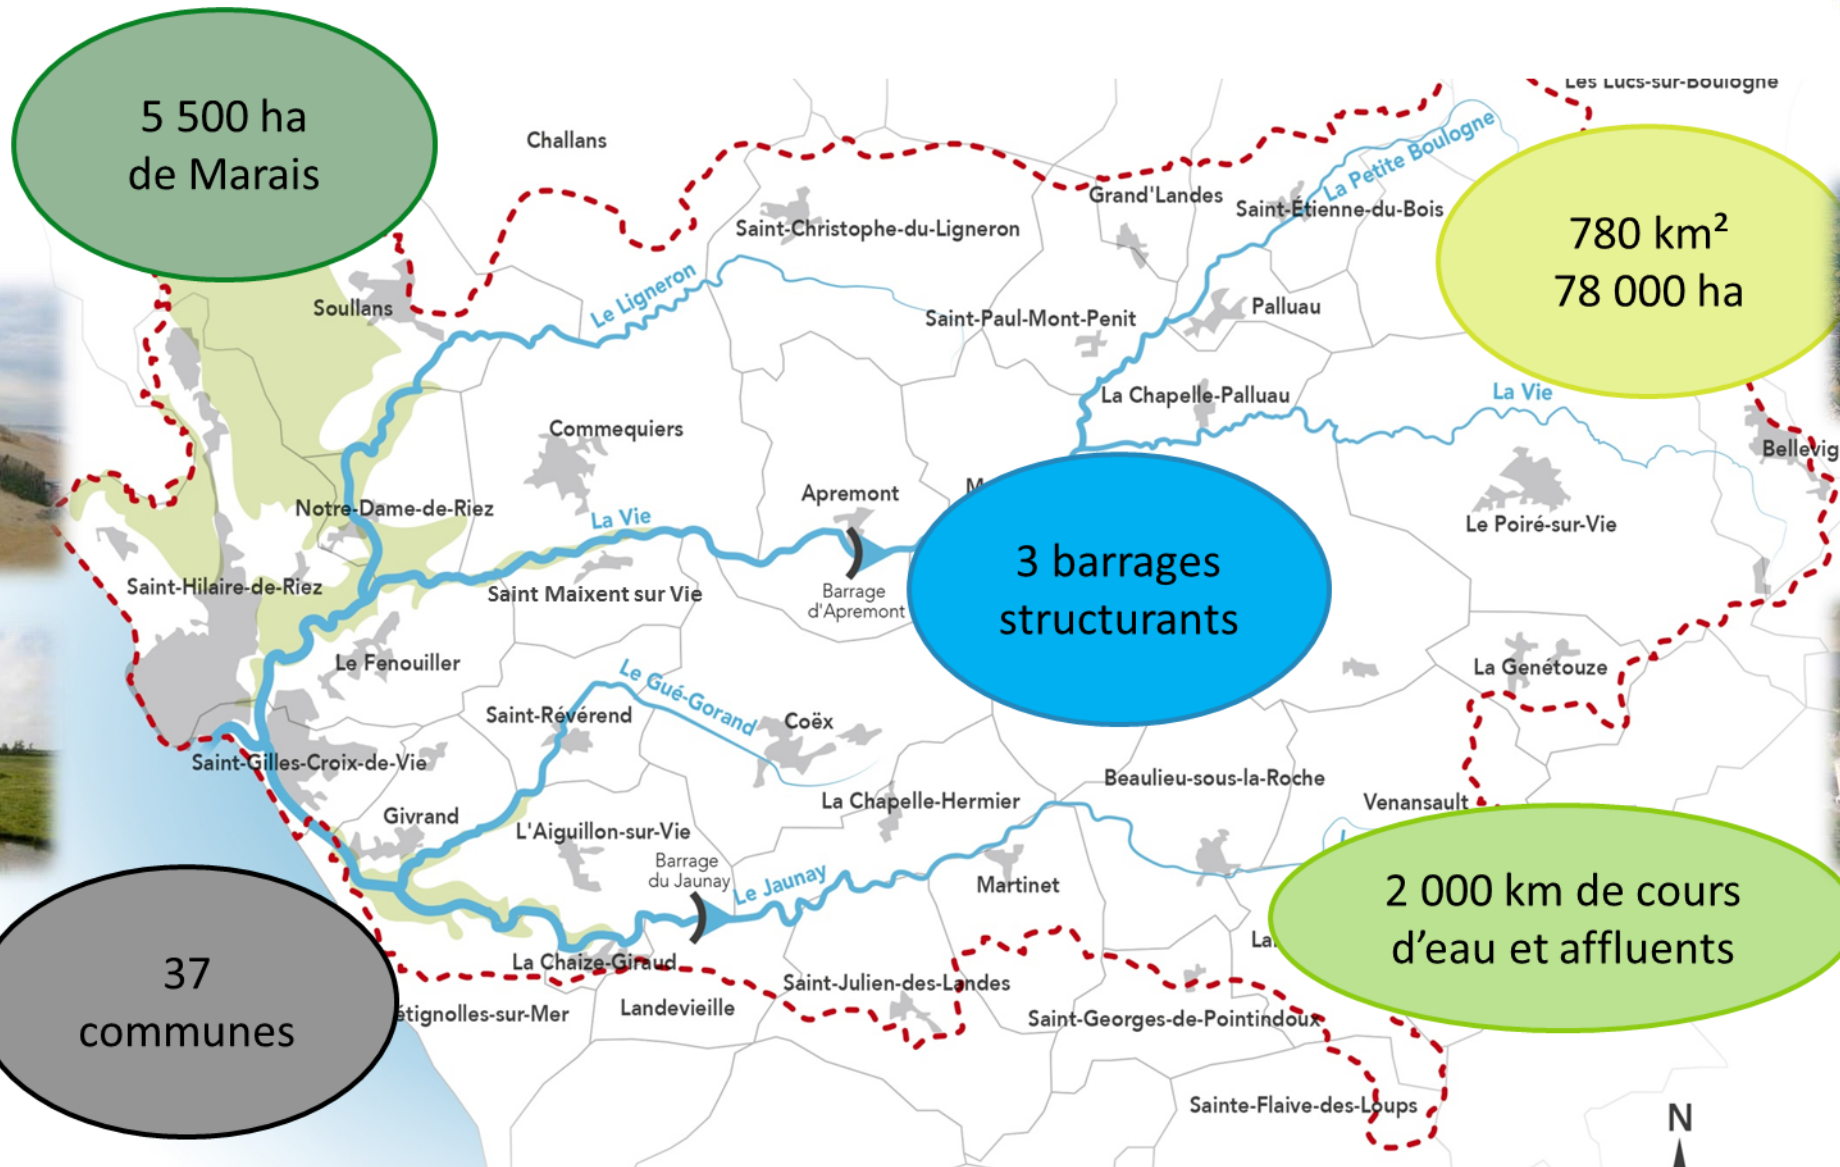 5 500 ha
de Marais
Les Lucs-sur-Boulogne
Challans
La Petite Boulogne
Grand'Landes
Saint-Étienne-du-Bois
Saint-Christophe-du-Ligneron
780 km²
78 000 ha
Soullans
Le Ligneron
Saint-Paul-Mont-Penit
Palluau
La Chapelle-Palluau
La Vie
Commequiers
Bellevig
Apremont
Notre-Dame-de-Riez
La Vie
Le Poiré-sur-Vie
3 barrages
structurants
Saint-Hilaire-de-Riez
Saint Maixent sur Vie
Barrage
d'Apremont
Le Fenouiller
Le Gué-Gorand
La Genétouze
Saint-Révérend
Coëx
Saint-Gilles-Croix-de-Vie
Beaulieu-sous-la-Roche
La Chapelle-Hermier
Venansault
Givrand
L'Aiguillon-sur-Vie
Barrage
du Jaunay
Le Jaunay
Martinet
2 000 km de cours
d'eau et affluents
La Chaize-Giraud
37
communes
Saint-Julien-des-Landes
étignolles-sur-Mer
Landevieille
Saint-Georges-de-Pointindoux
Sainte-Flaive-des-Loups
N